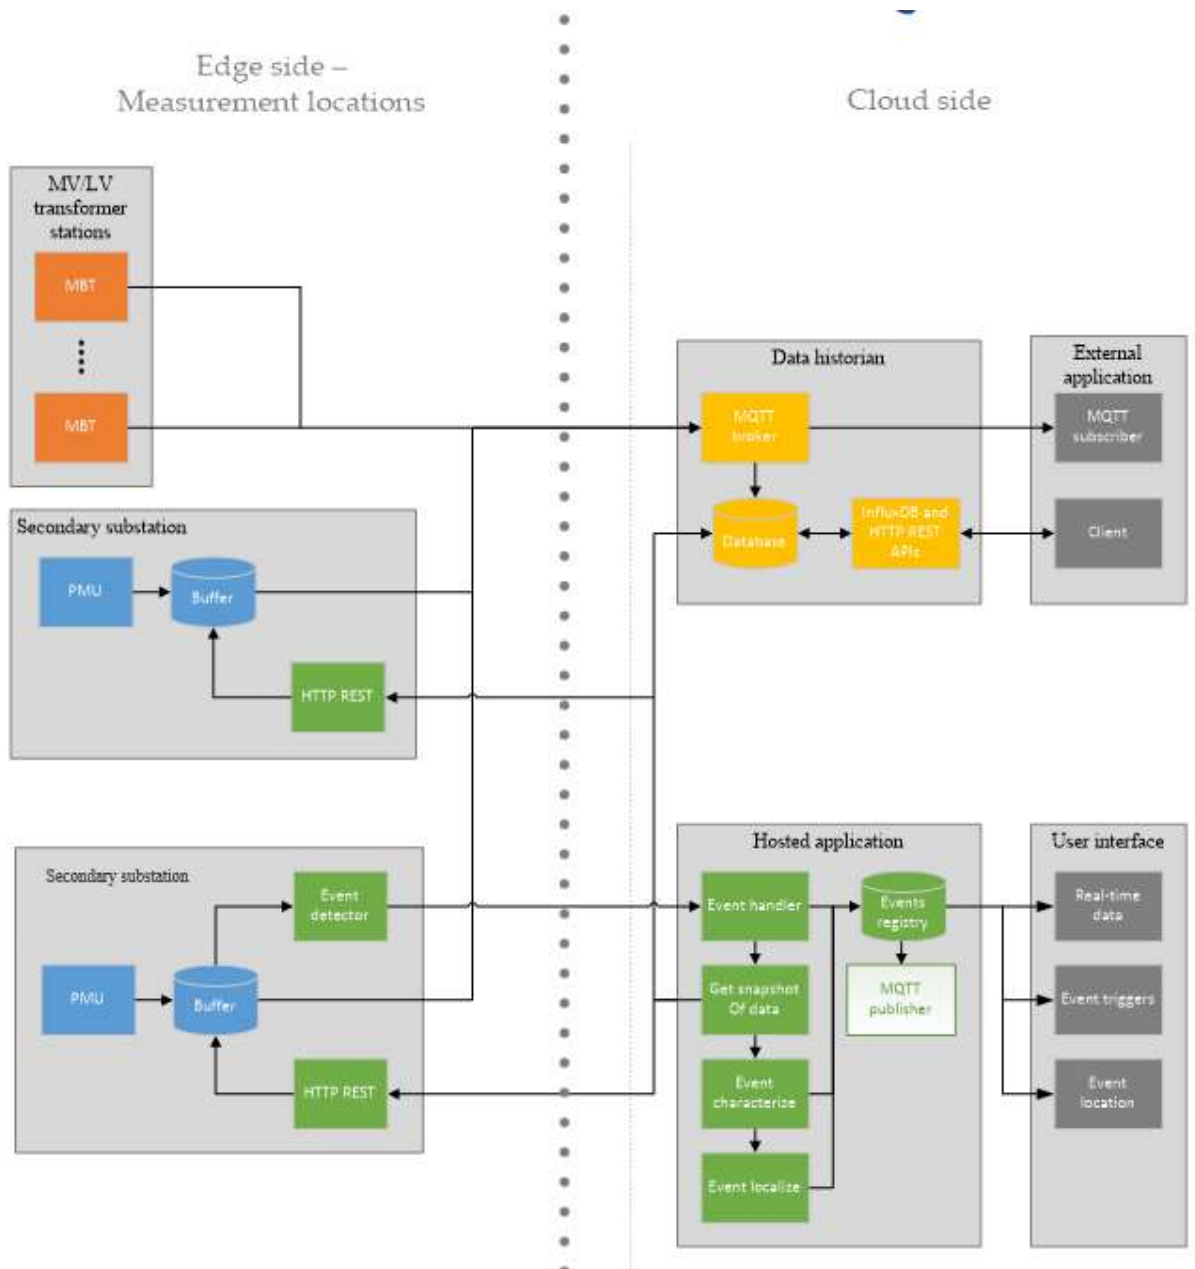 Edge side –
Measurement locations
Cloud side
MV/LV
transformer
stations
MBT
MBT
Data historian
MQTT
broker
Database
InfluxDB and
HTTP REST
APIs
External
application
MQTT
subscriber
Client
Secondary substation
PMU
Buffer
HTTP REST
Secondary substation
Event
detector
PMU
Buffer
HTTP REST
Hosted application
Event handler
Events
registry
Get snapshot
Of data
MQTT
publisher
Event
characterize
Event localize
User interface
Real-time
data
Event triggers
Event
location